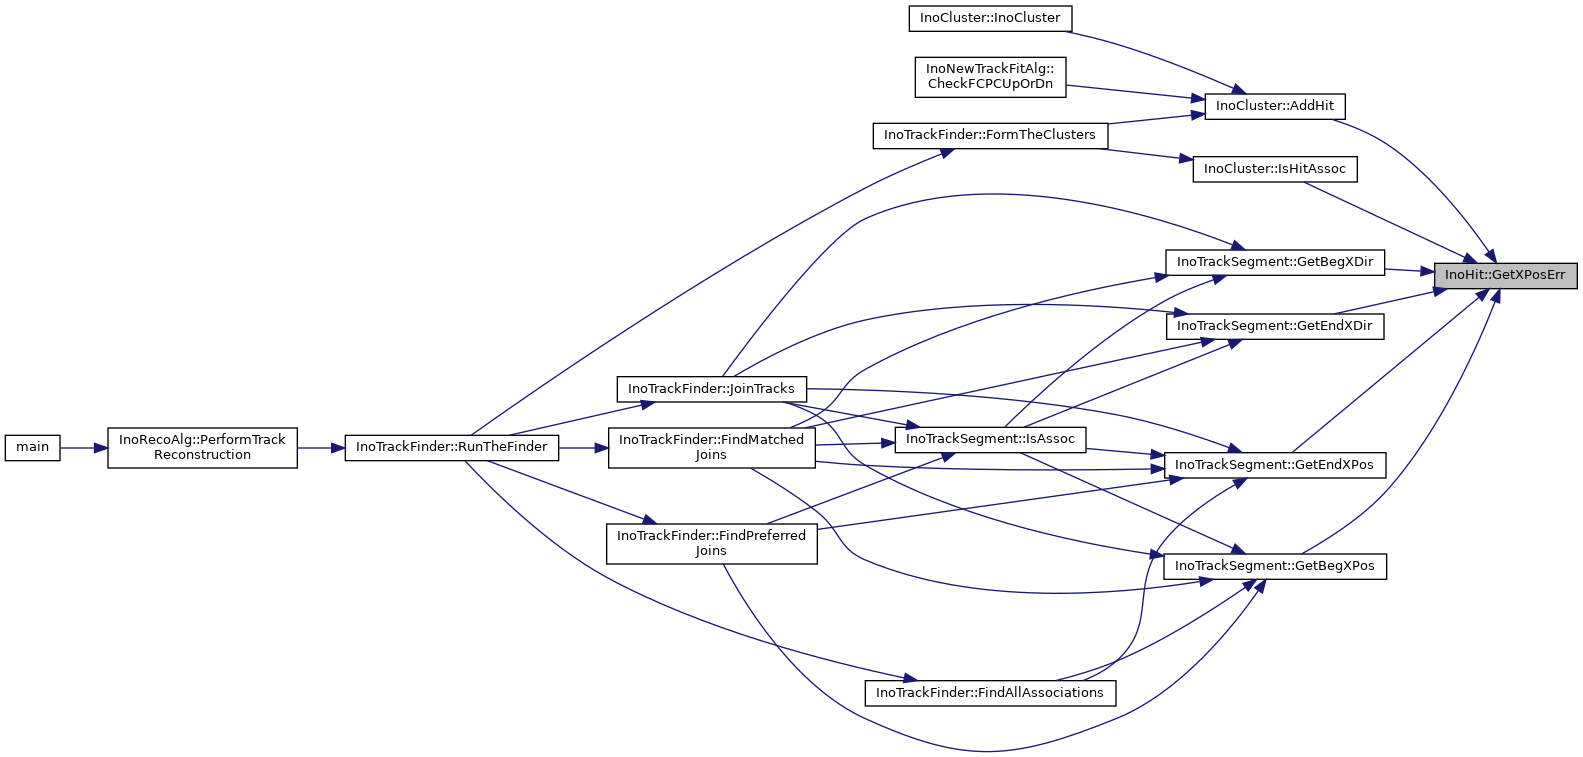 InoCluster::InoCluster
InoNewTrackFitAlg::
CheckFCPCUpOrDn
InoCluster::AddHit
InoTrackFinder::FormTheClusters
InoCluster::IsHitAssoc
InoTrackSegment::GetBegXDir
InoHit::GetXPosErr
InoTrackSegment::GetEndXDir
InoTrackFinder::JoinTracks
main
InoRecoAlg::PerformTrack
Reconstruction
InoTrackFinder::RunTheFinder
InoTrackFinder::FindMatched
Joins
InoTrackSegment::IsAssoc
InoTrackSegment::GetEndXPos
InoTrackFinder::FindPreferred
Joins
InoTrackSegment::GetBegXPos
InoTrackFinder::FindAllAssociations